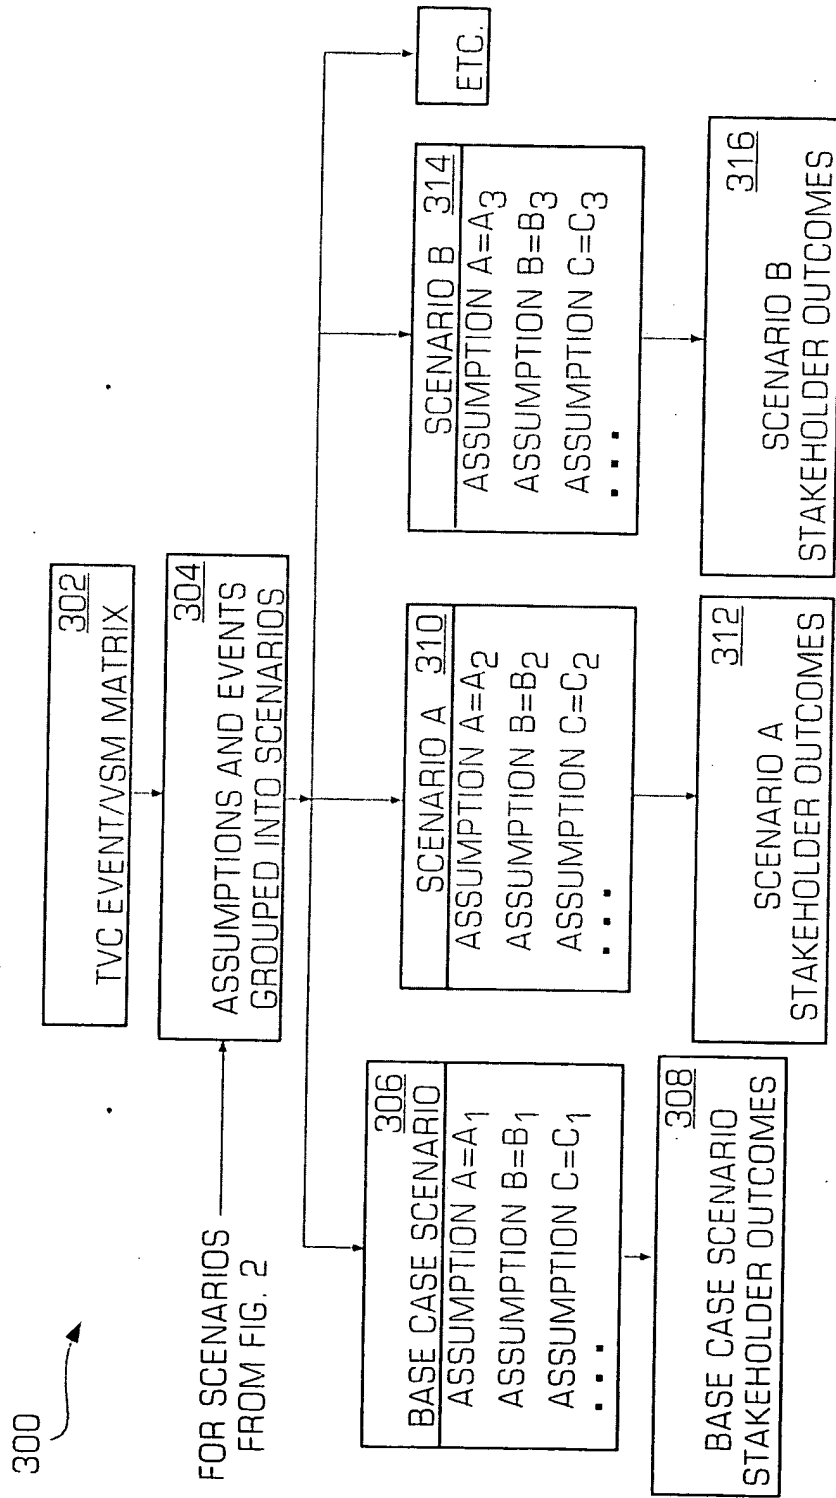 300
302
TVC EVENT/VSM MATRIX
FOR SCENARIOS
FROM FIG. 2
304
ASSUMPTIONS AND EVENTS
GROUPED INTO SCENARIOS
306
BASE CASE SCENARIO
ASSUMPTION A=A1
ASSUMPTION B=B1
ASSUMPTION C=C1
...
308
BASE CASE SCENARIO
STAKEHOLDER OUTCOMES
SCENARIO A 310
ASSUMPTION A=A2
ASSUMPTION B=B2
ASSUMPTION C=C2
...
312
SCENARIO A
STAKEHOLDER OUTCOMES
SCENARIO B 314
ASSUMPTION A=A3
ASSUMPTION B=B3
ASSUMPTION C=C3
...
316
SCENARIO B
STAKEHOLDER OUTCOMES
ETC.